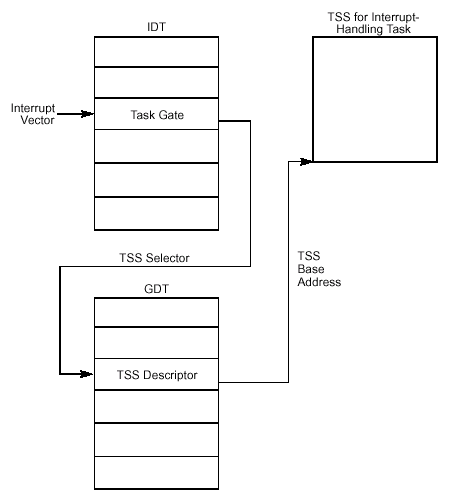 IDT
TSS for Interrupt-
Handling Task
Interrupt
Vector
Task Gate
TSS Selector
TSS
Base
Address
GDT
TSS Descriptor